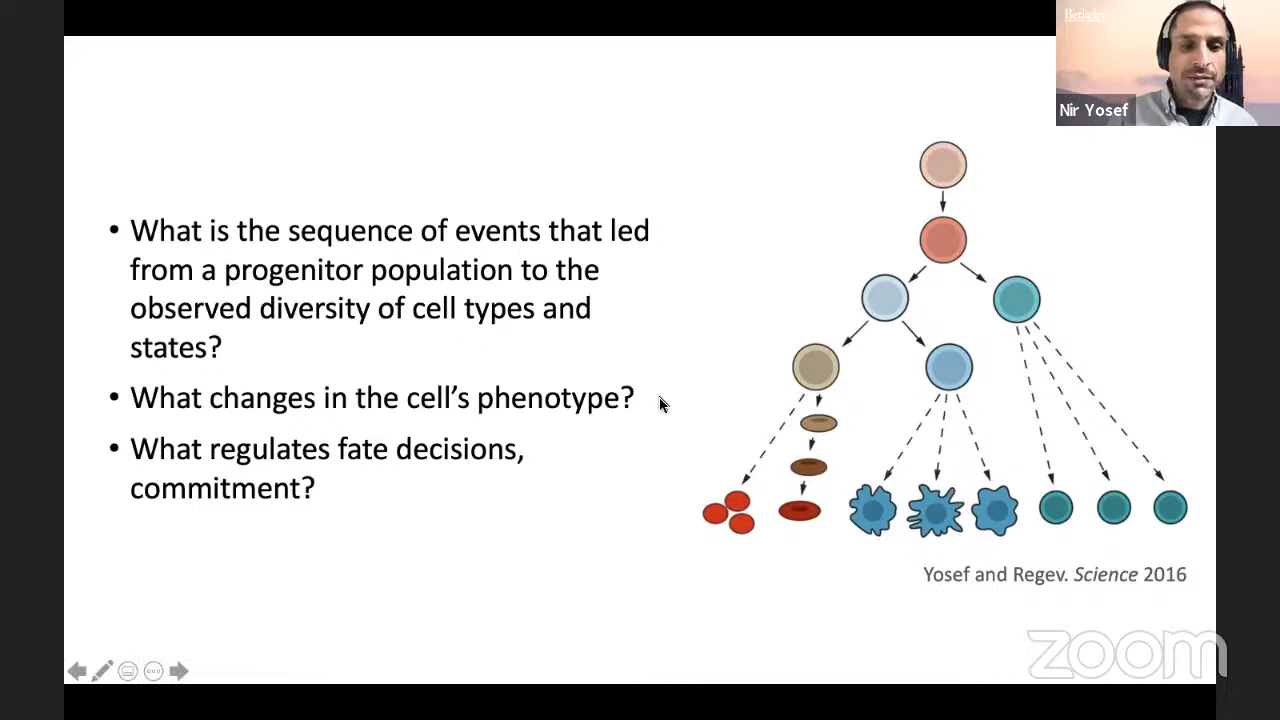 Berkeley
Nir Yosef
• What is the sequence of events that led
from a progenitor population to the
observed diversity of cell types and
states?
• What changes in the cell’s phenotype?
• What regulates fate decisions,
commitment?
Yosef and Regev. Science 2016
zoom